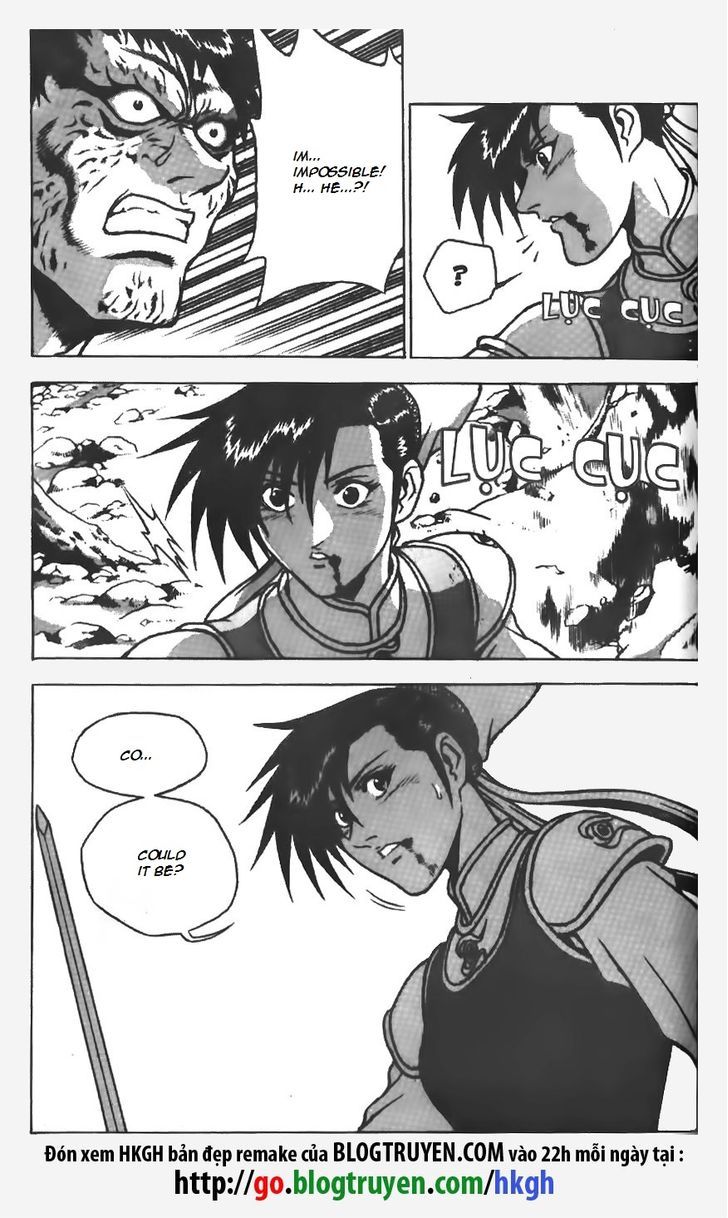 IM...
IMPOSSIBLE!
H... HE...?!
?
LỤC CỤC
LỤC CỤC
CO...
COULD
IT BE?
Đón xem HKGH bản đẹp remake của BLOGTRUYEN.COM vào 22h mỗi ngày tại :
http://go.blogtruyen.com/hkgh